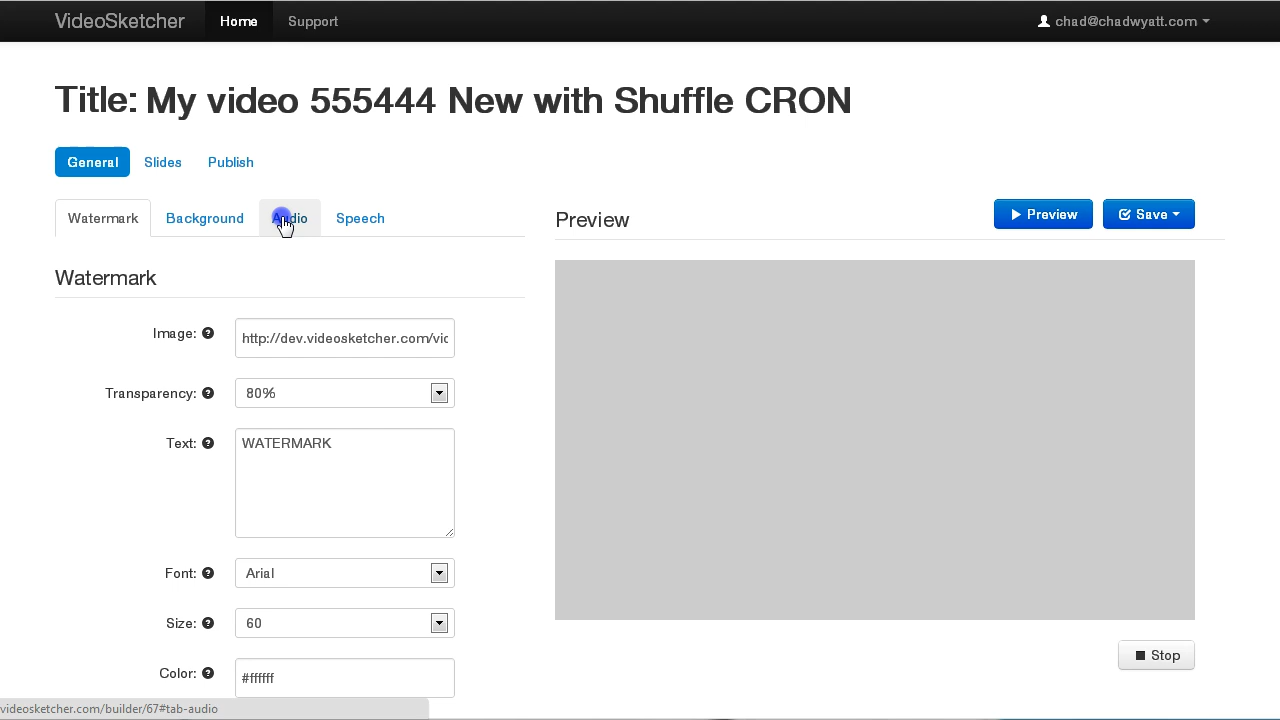 VideoSketcher Home Support chad@chadwyatt.com
Title: My video 555444 New with Shuffle CRON
General Slides Publish
Watermark Background Audio Speech
Preview Preview Save
Watermark
Image: http://dev.videosketcher.com/vic
Transparency: 80%
Text: WATERMARK
Font: Arial
Size: 60
Color: #ffffff
Stop
videosketcher.com/builder/67#tab-audio